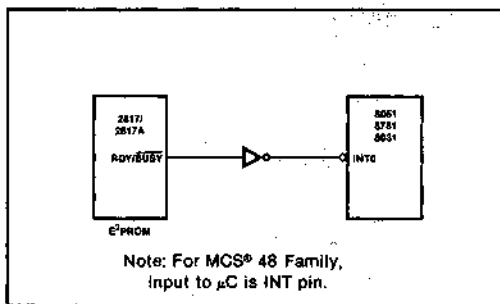 2817/
2817A
RDY/BUSY
E²PROM
8051
8751
8031
INT0
Note: For MCS® 48 Family,
Input to μC is INT pin.